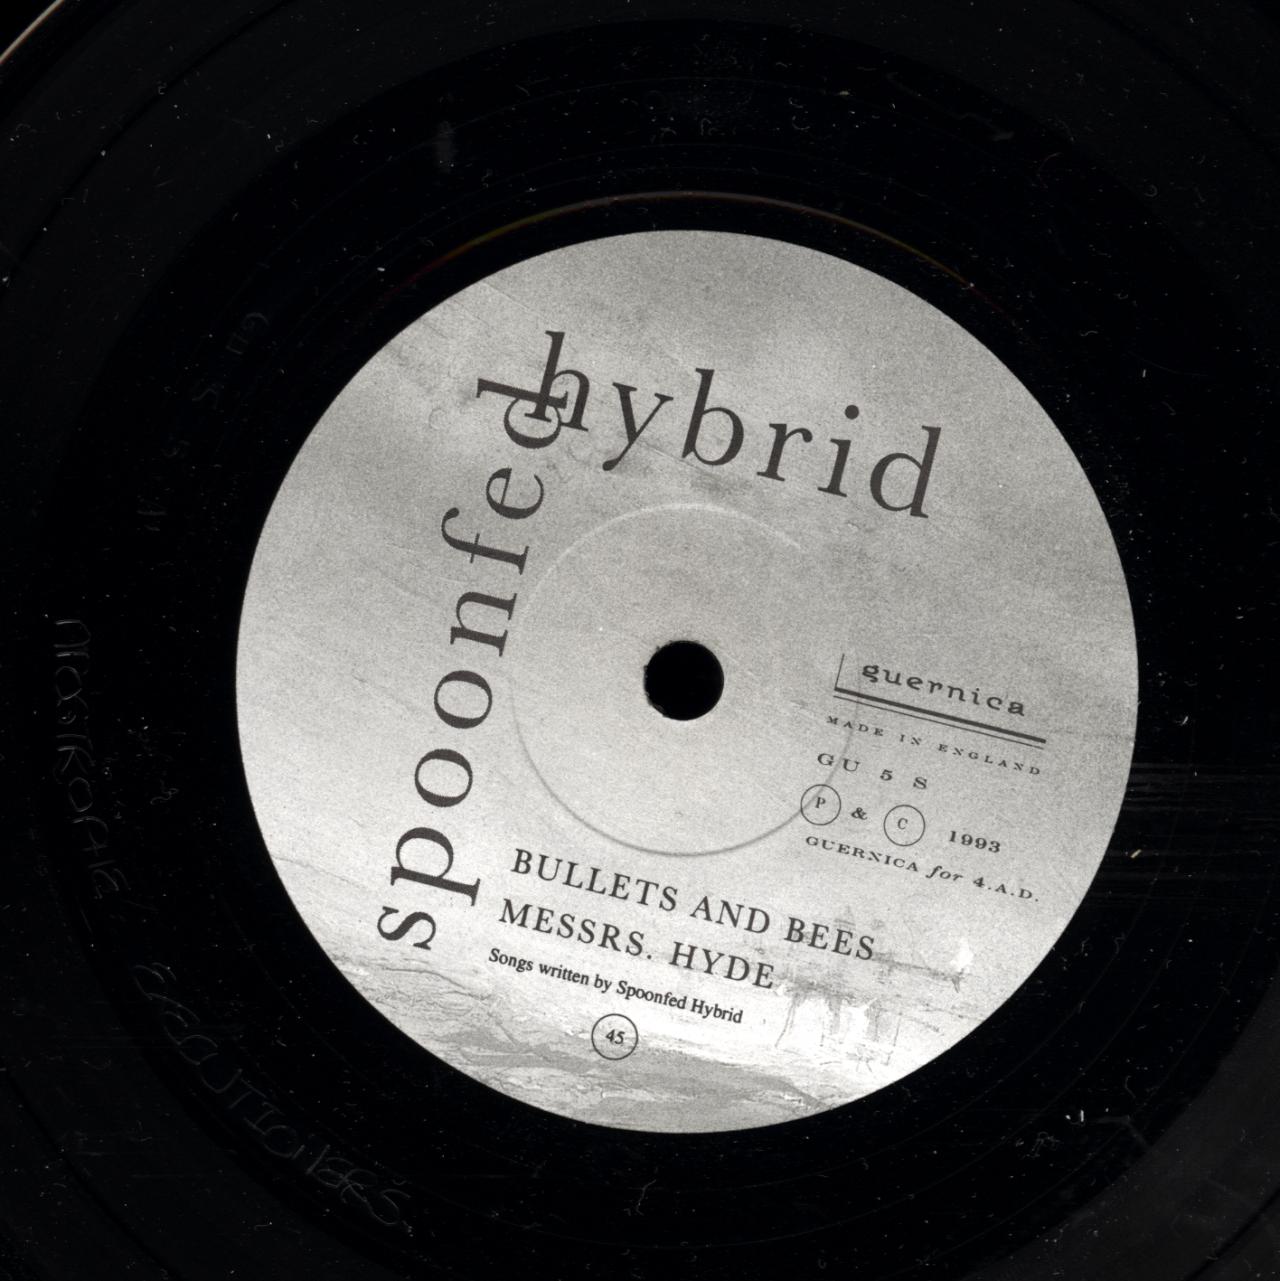 spoonfed
hybrid
guernica
MADE IN ENGLAND
GU 5 S
P & C 1993
GUERNICA for 4.A.D.
BULLETS AND BEES
MESSRS. HYDE
Songs written by Spoonfed Hybrid
45